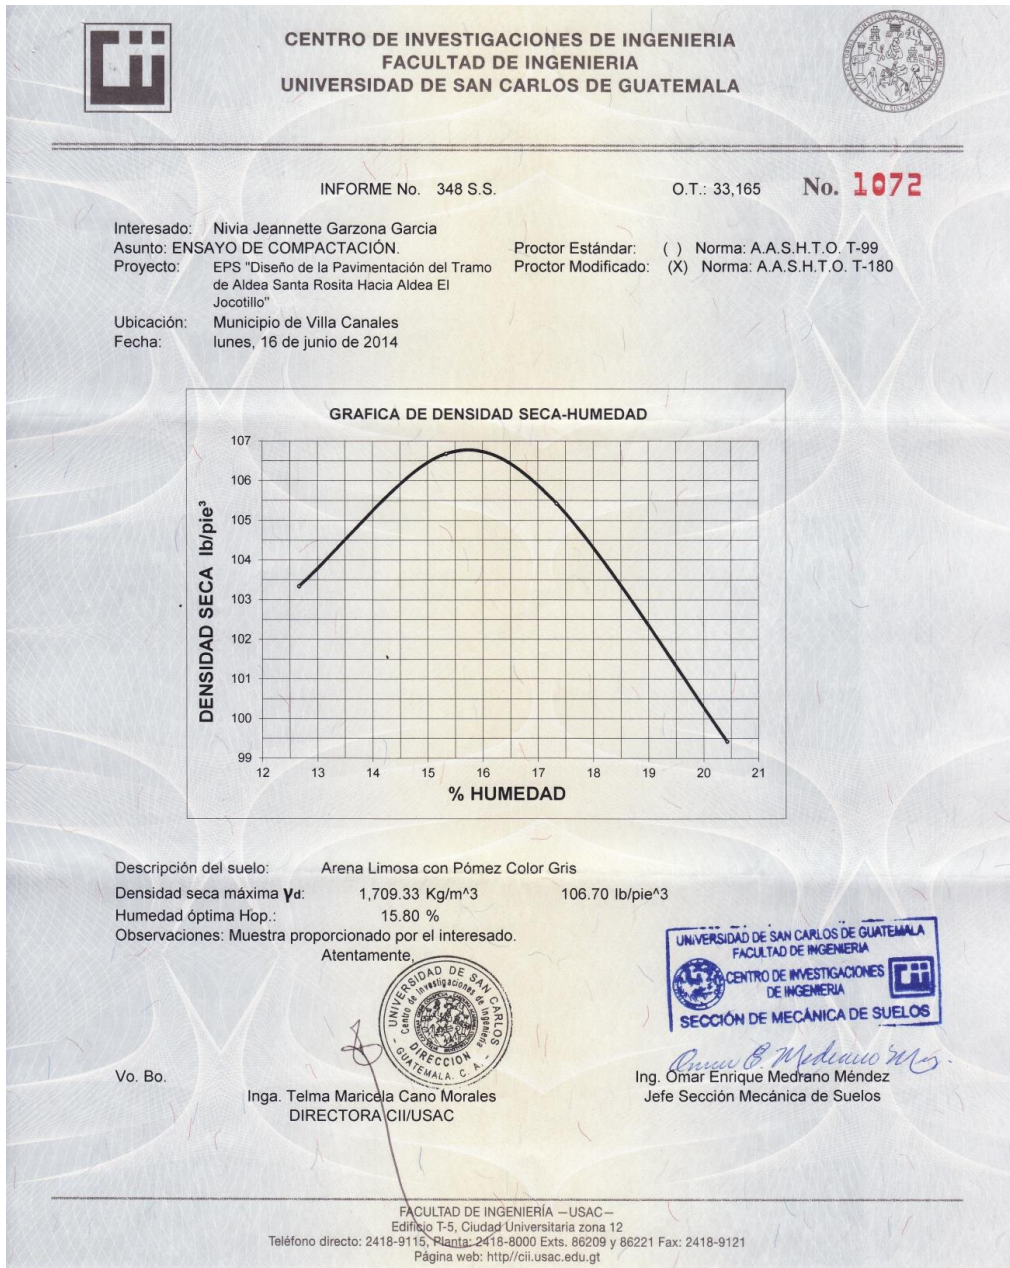 CENTRO DE INVESTIGACIONES DE INGENIERIA
FACULTAD DE INGENIERIA
UNIVERSIDAD DE SAN CARLOS DE GUATEMALA
INFORME No. 348 S.S.
O.T.: 33,165
No. 1072
Interesado: Nivia Jeannette Garzona Garcia
Asunto: ENSAYO DE COMPACTACIÓN.
Proctor Estándar: ( ) Norma: A.A.S.H.T.O. T-99
Proyecto: EPS "Diseño de la Pavimentación del Tramo
Proctor Modificado: (X) Norma: A.A.S.H.T.O. T-180
de Aldea Santa Rosita Hacia Aldea El
Jocotillo"
Ubicación: Municipio de Villa Canales
Fecha: lunes, 16 de junio de 2014
GRAFICA DE DENSIDAD SECA-HUMEDAD
DENSIDAD SECA lb/pie³
107
106
105
104
103
102
101
100
99
12 13 14 15 16 17 18 19 20 21
% HUMEDAD
Descripción del suelo: Arena Limosa con Pómez Color Gris
Densidad seca máxima γd: 1,709.33 Kg/m^3 106.70 lb/pie^3
Humedad óptima Hop.: 15.80 %
Observaciones: Muestra proporcionado por el interesado.
Atentamente,
UNIVERSIDAD DE SAN CARLOS
Centro de Investigaciones de Ingeniería
DIRECCION
GUATEMALA. C. A.
UNIVERSIDAD DE SAN CARLOS DE GUATEMALA
FACULTAD DE INGENIERIA
CENTRO DE INVESTIGACIONES
DE INGENIERIA
SECCIÓN DE MECÁNICA DE SUELOS
Vo. Bo.
Inga. Telma Maricela Cano Morales
DIRECTORA CII/USAC
Ing. Omar Enrique Medrano Méndez
Jefe Sección Mecánica de Suelos
FACULTAD DE INGENIERÍA —USAC—
Edificio T-5, Ciudad Universitaria zona 12
Teléfono directo: 2418-9115, Planta: 2418-8000 Exts. 86209 y 86221 Fax: 2418-9121
Página web: http//cii.usac.edu.gt